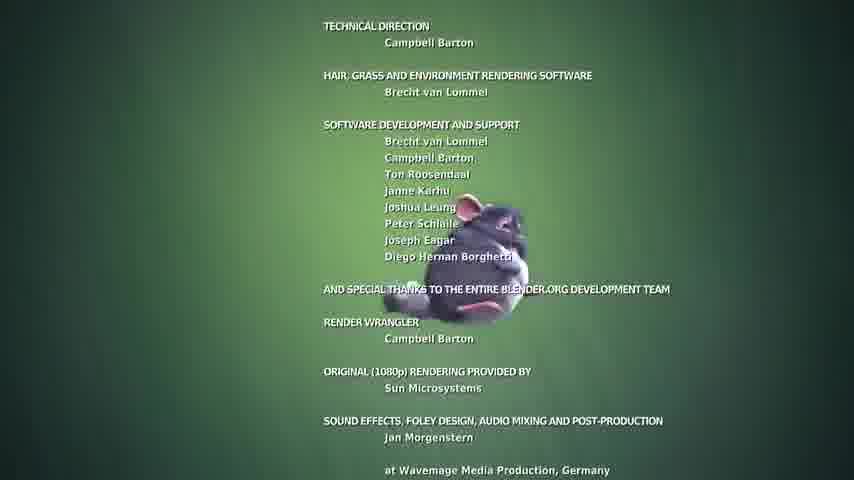 TECHNICAL DIRECTION
Campbell Barton
HAIR, GRASS AND ENVIRONMENT RENDERING SOFTWARE
Brecht van Lommel
SOFTWARE DEVELOPMENT AND SUPPORT
Brecht van Lommel
Campbell Barton
Ton Roosendaal
Janne Karhu
Joshua Leung
Peter Schlaile
Joseph Eagar
Diego Hernan Borghetti
AND SPECIAL THANKS TO THE ENTIRE BLENDER.ORG DEVELOPMENT TEAM
RENDER WRANGLER
Campbell Barton
ORIGINAL (1080p) RENDERING PROVIDED BY
Sun Microsystems
SOUND EFFECTS, FOLEY DESIGN, AUDIO MIXING AND POST-PRODUCTION
Jan Morgenstern
at Wavemage Media Production, Germany